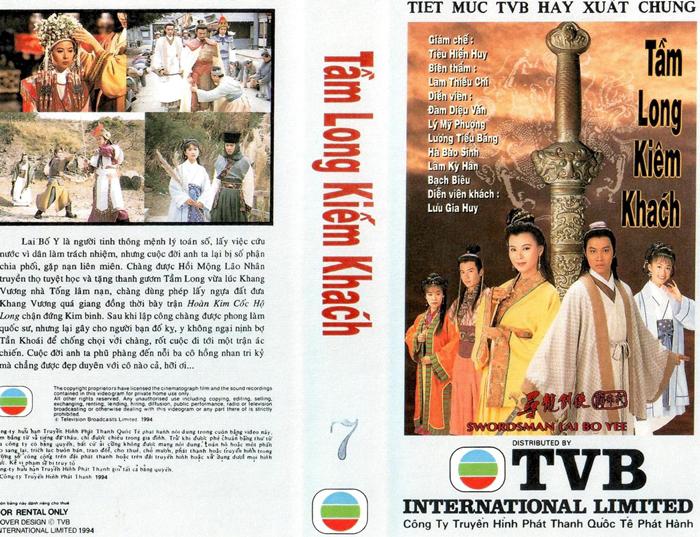 Lai Bố Y là người tinh thông mệnh lý toán số, lấy việc cứu
nước vì dân làm trách nhiệm, nhưng cuộc đời anh ta lại bị số phận
chia phối, gặp nạn liên miên. Chàng được Hồi Mộng Lão Nhân
truyền thọ tuyệt học và tặng thanh gươm Tầm Long vừa lúc Khang
Vương nhà Tống lâm nạn, chàng dùng phép lấy ngựa đất đưa
Khang Vương quá giang đồng thời bày trận Hoàn Kim Cốc Hộ
Long chận đứng Kim binh. Sau khi lập công chàng được phong làm
quốc sư, nhưng lại gây cho người đố kỵ, y không ngại nịnh bợ
Tần Khoái để chống chọi với chàng, rốt cuộc đi tới một trận ác
chiến. Cuộc đời anh ta phũ phàng đến nỗi ba cô hồng nhan tri kỷ
mà chẳng được đẹp duyên với cô nào cả, hỡi ơi...
The copyright proprietors have licensed the cinematograph film and the sound recordings
contained in this videogram for private home use only.
All other rights reserved. Any unauthorised use including copying, editing, selling,
exchanging, renting, lending, hiring, diffusion, public performance, radio or television
broadcasting or otherwise dealing with this videogram or any part there of is strictly
prohibited.
© Television Broadcasts Limited. 1994
Công ty Truyền Hình Phát Thanh 1994
FOR RENTAL ONLY
COVER DESIGN © TVB
INTERNATIONAL LIMITED 1994
Tầm Long Kiếm Khách
7
TIẾT MỤC TVB HAY XUẤT CHÚNG
Giám chế :
Tiêu Hiển Huy
Biên thẩm :
Lâm Thiếu Chi
Diễn viên :
Đàm Diệu Vấn
Lý Mỹ Phượng
Lương Tiểu Băng
Hà Bảo Sinh
Lâm Kỳ Hân
Bạch Biêu
Diễn viên khách :
Lưu Gia Huy
Tầm
Long
Kiếm
Khách
尋龍劍俠賴布衣
SWORDSMAN LAI BO YEE
DISTRIBUTED BY
TVB
INTERNATIONAL LIMITED
Công Ty Truyền Hình Phát Thanh Quốc Tế Phát Hành